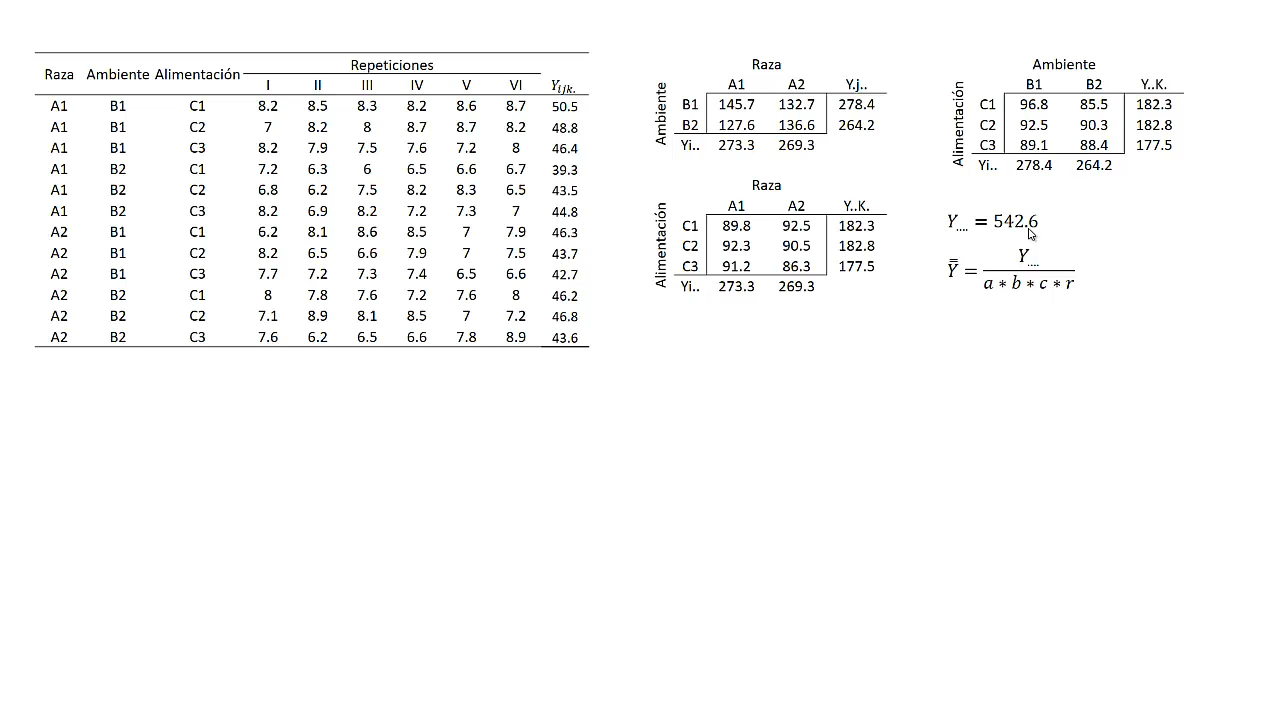 Repeticiones
Raza Ambiente Alimentación I II III IV V VI Y_{ijk.}
A1 B1 C1 8.2 8.5 8.3 8.2 8.6 8.7 50.5
A1 B1 C2 7 8.2 8 8.7 8.7 8.2 48.8
A1 B1 C3 8.2 7.9 7.5 7.6 7.2 8 46.4
A1 B2 C1 7.2 6.3 6 6.5 6.6 6.7 39.3
A1 B2 C2 6.8 6.2 7.5 8.2 8.3 6.5 43.5
A1 B2 C3 8.2 6.9 8.2 7.2 7.3 7 44.8
A2 B1 C1 6.2 8.1 8.6 8.5 7 7.9 46.3
A2 B1 C2 8.2 6.5 6.6 7.9 7 7.5 43.7
A2 B1 C3 7.7 7.2 7.3 7.4 6.5 6.6 42.7
A2 B2 C1 8 7.8 7.6 7.2 7.6 8 46.2
A2 B2 C2 7.1 8.9 8.1 8.5 7 7.2 46.8
A2 B2 C3 7.6 6.2 6.5 6.6 7.8 8.9 43.6
Raza
A1 A2 Y.j..
Ambiente
B1 145.7 132.7 278.4
B2 127.6 136.6 264.2
Yi.. 273.3 269.3
Raza
A1 A2 Y..K.
Alimentación
C1 89.8 92.5 182.3
C2 92.3 90.5 182.8
C3 91.2 86.3 177.5
Yi.. 273.3 269.3
Ambiente
B1 B2 Y..K.
Alimentación
C1 96.8 85.5 182.3
C2 92.5 90.3 182.8
C3 89.1 88.4 177.5
Yi.. 278.4 264.2
Y.... = 542.6
Y̿ = Y.... / a * b * c * r